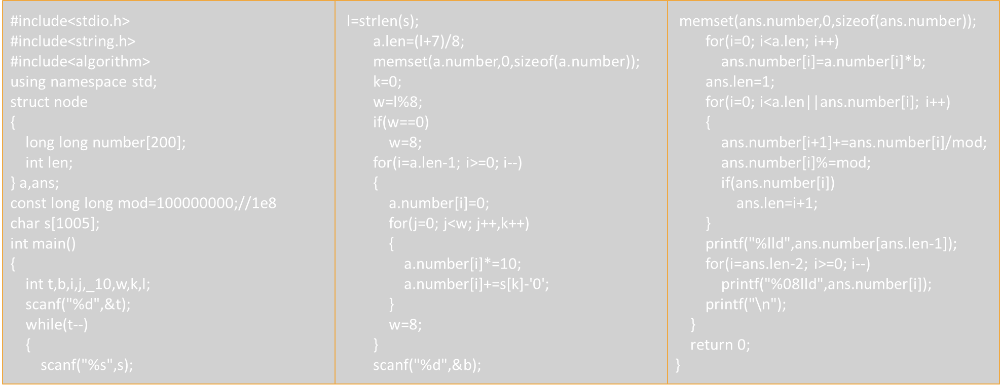 #include<stdio.h>
#include<string.h>
#include<algorithm>
using namespace std;
struct node
{
    long long number[200];
    int len;
} a,ans;
const long long mod=100000000;//1e8
char s[1005];
int main()
{
    int t,b,i,j,_10,w,k,l;
    scanf("%d",&t);
    while(t--)
    {
        scanf("%s",s);
l=strlen(s);
        a.len=(l+7)/8;
        memset(a.number,0,sizeof(a.number));
        k=0;
        w=l%8;
        if(w==0)
            w=8;
        for(i=a.len-1; i>=0; i--)
        {
            a.number[i]=0;
            for(j=0; j<w; j++,k++)
            {
                a.number[i]*=10;
                a.number[i]+=s[k]-'0';
            }
            w=8;
        }
        scanf("%d",&b);
memset(ans.number,0,sizeof(ans.number));
        for(i=0; i<a.len; i++)
            ans.number[i]=a.number[i]*b;
        ans.len=1;
        for(i=0; i<a.len||ans.number[i]; i++)
        {
            ans.number[i+1]+=ans.number[i]/mod;
            ans.number[i]%=mod;
            if(ans.number[i])
                ans.len=i+1;
        }
        printf("%lld",ans.number[ans.len-1]);
        for(i=ans.len-2; i>=0; i--)
            printf("%08lld",ans.number[i]);
        printf("\n");
    }
    return 0;
}